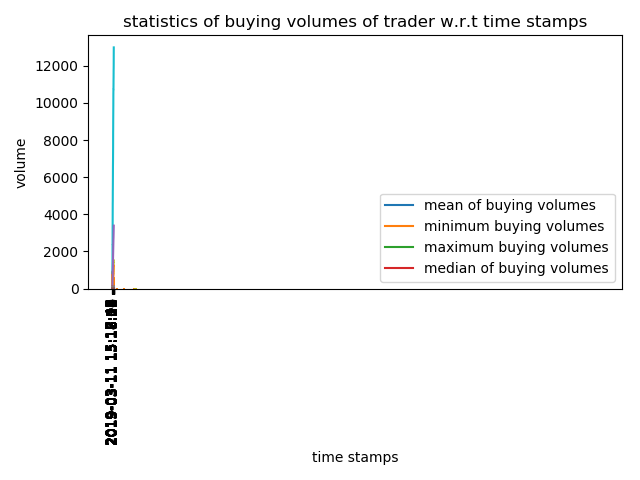 statistics of buying volumes of trader w.r.t time stamps
12000
10000
8000
6000
4000
2000
0
volume
mean of buying volumes
minimum buying volumes
maximum buying volumes
median of buying volumes
time stamps